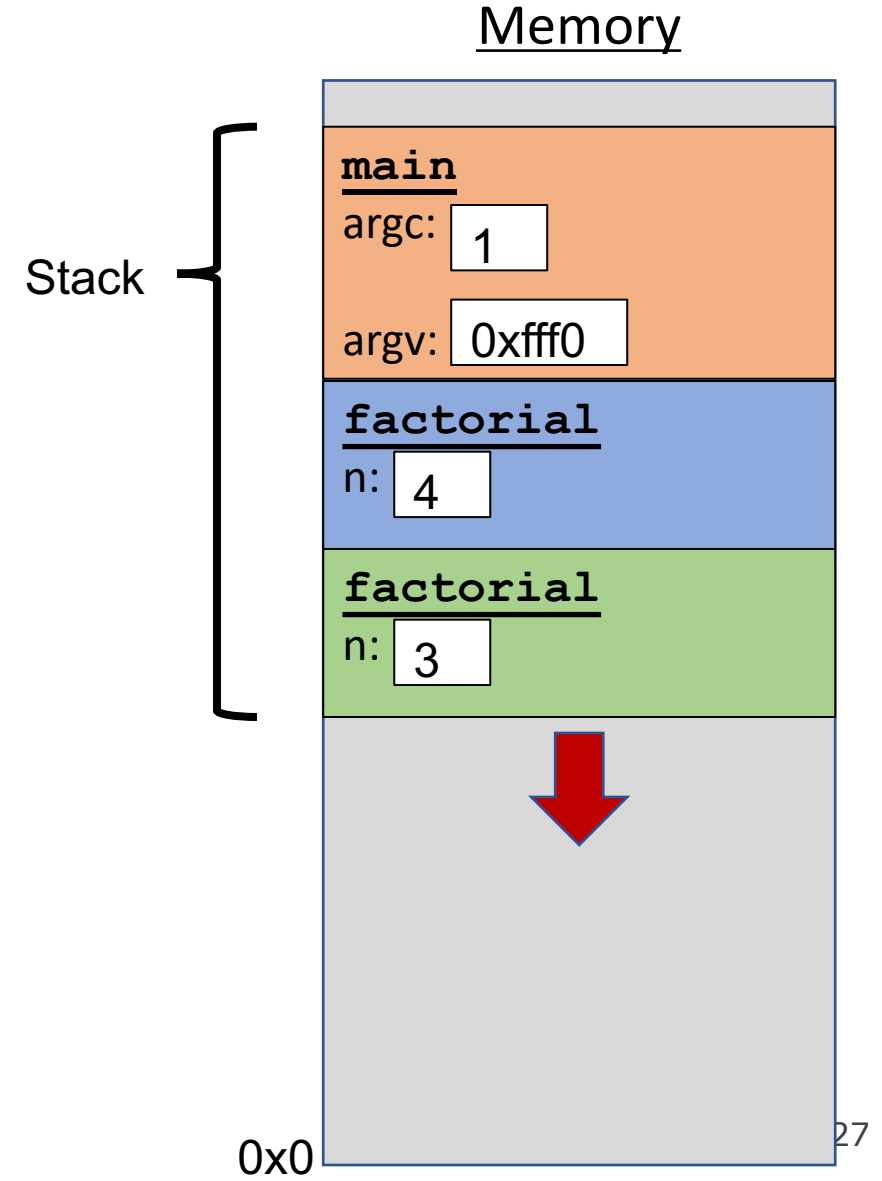 Memory
main
argc: 1
Stack
argv: 0xfff0
factorial
n: 4
factorial
n: 3
27
0x0